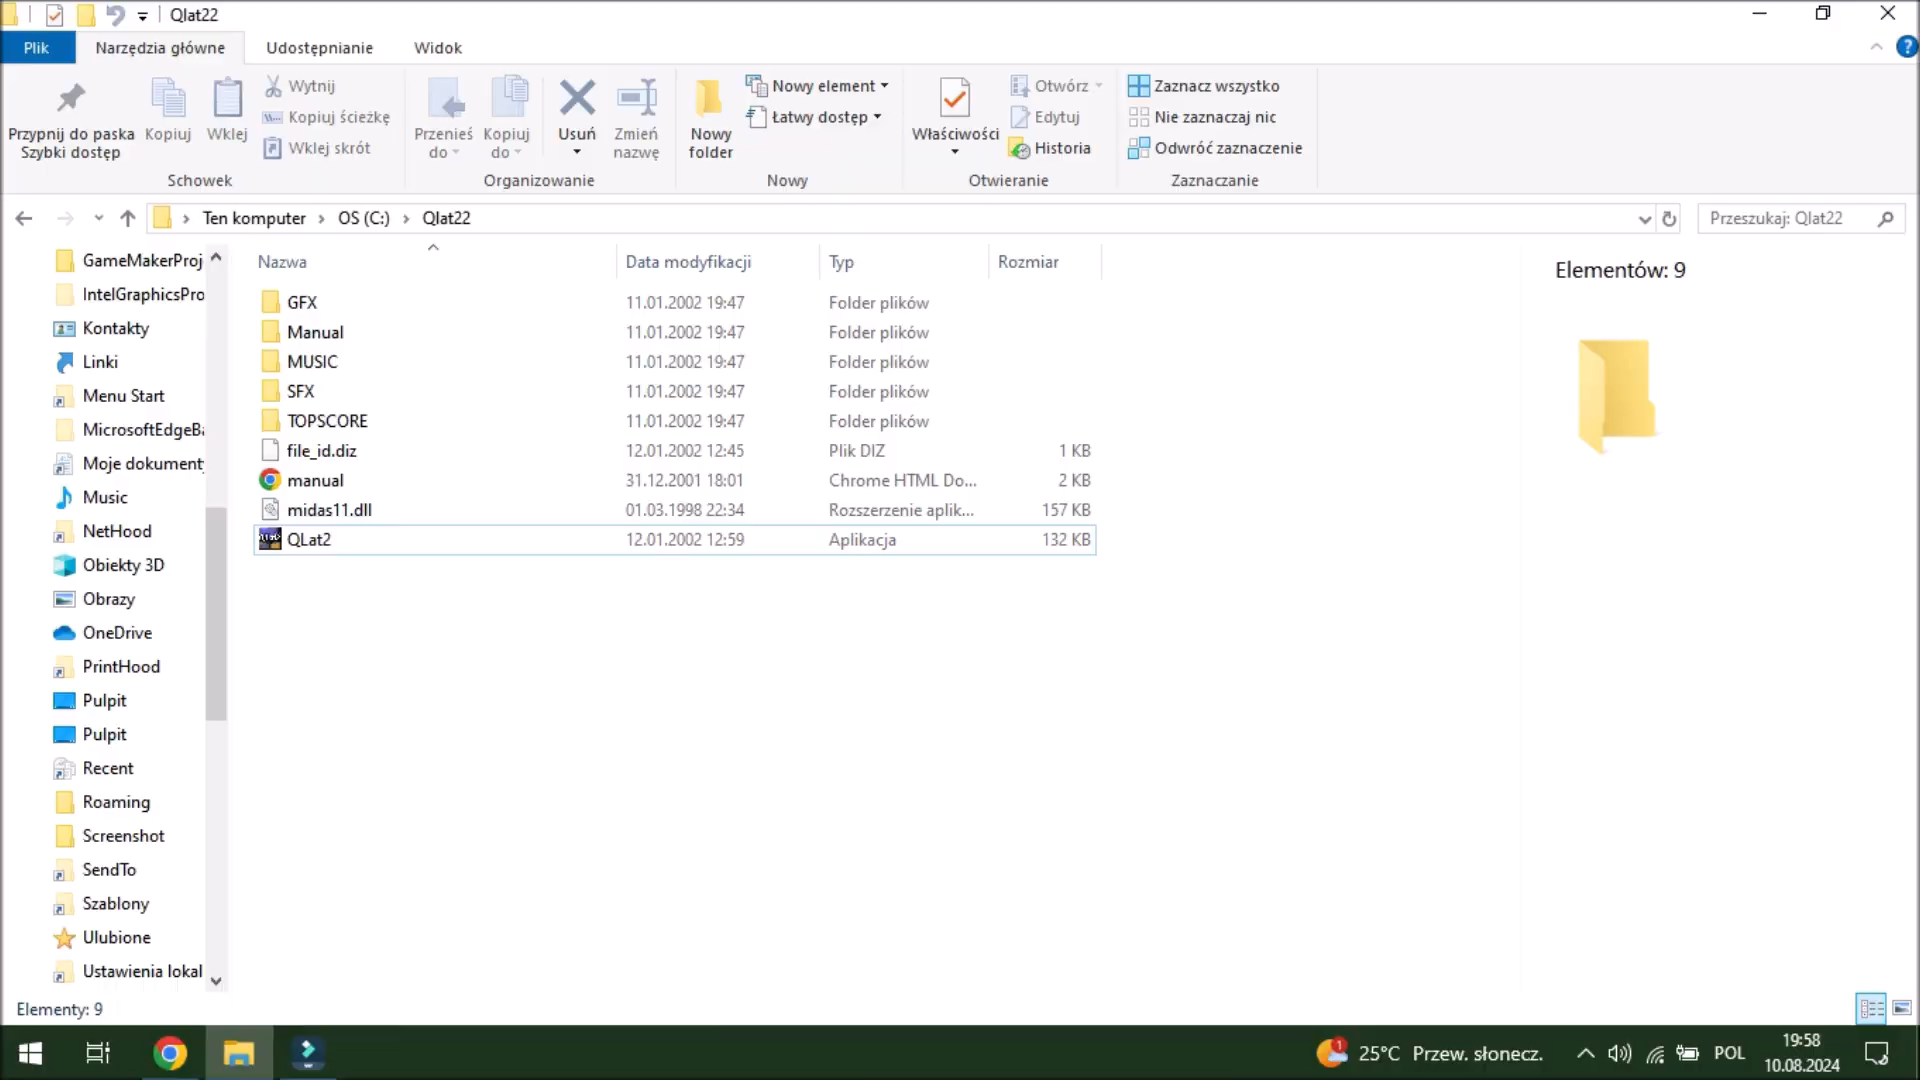 Qlat22
Plik Narzędzia główne Udostępnianie Widok
Przypnij do paska
Szybki dostęp
Kopiuj
Wklej
Wytnij
Kopiuj ścieżkę
Wklej skrót
Schowek
Przenieś
do
Kopiuj
do
Usuń
Zmień
nazwę
Organizowanie
Nowy
folder
Nowy element
Łatwy dostęp
Nowy
Właściwości
Otwórz
Edytuj
Historia
Otwieranie
Zaznacz wszystko
Nie zaznaczaj nic
Odwróć zaznaczenie
Zaznaczanie
Ten komputer OS (C:) Qlat22
Przeszukaj: Qlat22
GameMakerProj
IntelGraphicsPro
Kontakty
Linki
Menu Start
MicrosoftEdgeBa
Moje dokumenty
Music
NetHood
Obiekty 3D
Obrazy
OneDrive
PrintHood
Pulpit
Pulpit
Recent
Roaming
Screenshot
SendTo
Szablony
Ulubione
Ustawienia lokal
Nazwa Data modyfikacji Typ Rozmiar
GFX 11.01.2002 19:47 Folder plików
Manual 11.01.2002 19:47 Folder plików
MUSIC 11.01.2002 19:47 Folder plików
SFX 11.01.2002 19:47 Folder plików
TOPSCORE 11.01.2002 19:47 Folder plików
file_id.diz 12.01.2002 12:45 Plik DIZ 1 KB
manual 31.12.2001 18:01 Chrome HTML Do... 2 KB
midas11.dll 01.03.1998 22:34 Rozszerzenie aplik... 157 KB
QLat2 12.01.2002 12:59 Aplikacja 132 KB
Elementów: 9
Elementy: 9
1
25°C Przew. słonecz.
POL
19:58
10.08.2024